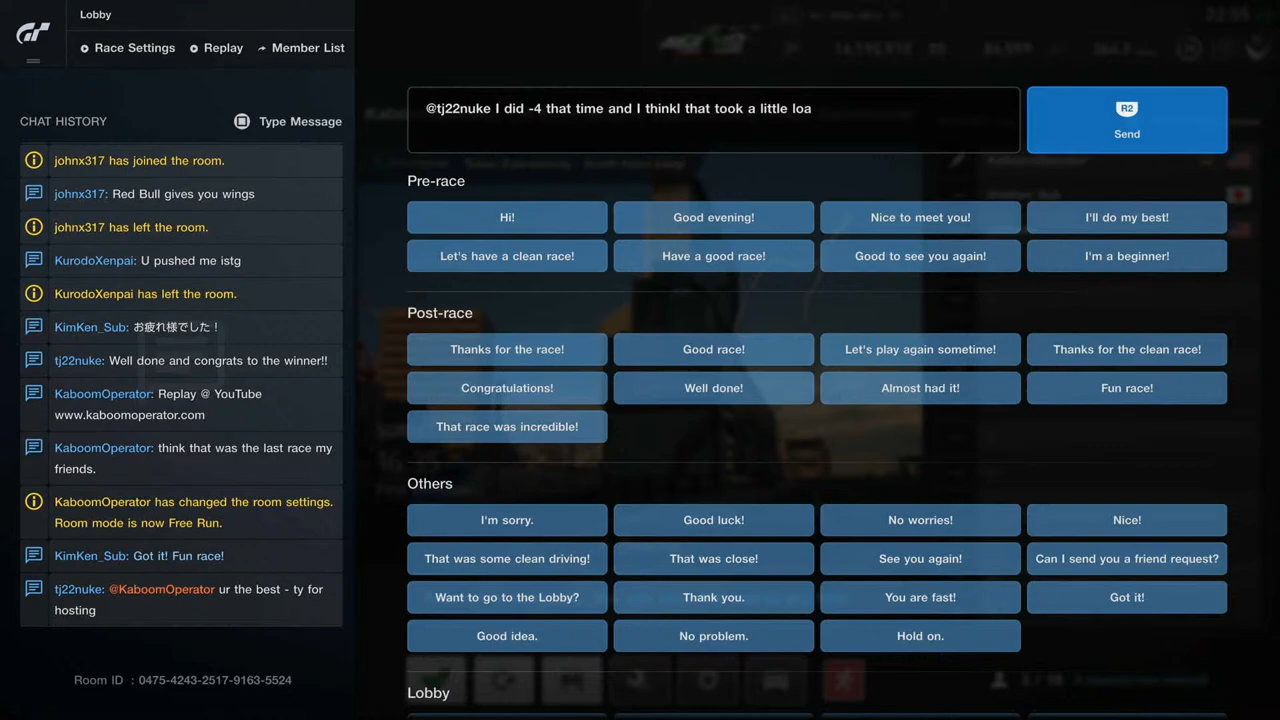 Lobby
Race Settings
Replay
Member List
CHAT HISTORY
Type Message
johnx317 has joined the room.
johnx317: Red Bull gives you wings
johnx317 has left the room.
KurodoXenpai: U pushed me istg
KurodoXenpai has left the room.
KimKen_Sub: お疲れ様でした！
tj22nuke: Well done and congrats to the winner!!
KaboomOperator: Replay @ YouTube
www.kaboomoperator.com
KaboomOperator: think that was the last race my
friends.
KaboomOperator has changed the room settings.
Room mode is now Free Run.
KimKen_Sub: Got it! Fun race!
tj22nuke: @KaboomOperator ur the best - ty for
hosting
Room ID : 0475-4243-2517-9163-5524
@tj22nuke I did -4 that time and I thinkI that took a little loa
R2
Send
Pre-race
Hi!
Good evening!
Nice to meet you!
I'll do my best!
Let's have a clean race!
Have a good race!
Good to see you again!
I'm a beginner!
Post-race
Thanks for the race!
Good race!
Let's play again sometime!
Thanks for the clean race!
Congratulations!
Well done!
Almost had it!
Fun race!
That race was incredible!
Others
I'm sorry.
Good luck!
No worries!
Nice!
That was some clean driving!
That was close!
See you again!
Can I send you a friend request?
Want to go to the Lobby?
Thank you.
You are fast!
Got it!
Good idea.
No problem.
Hold on.
Lobby